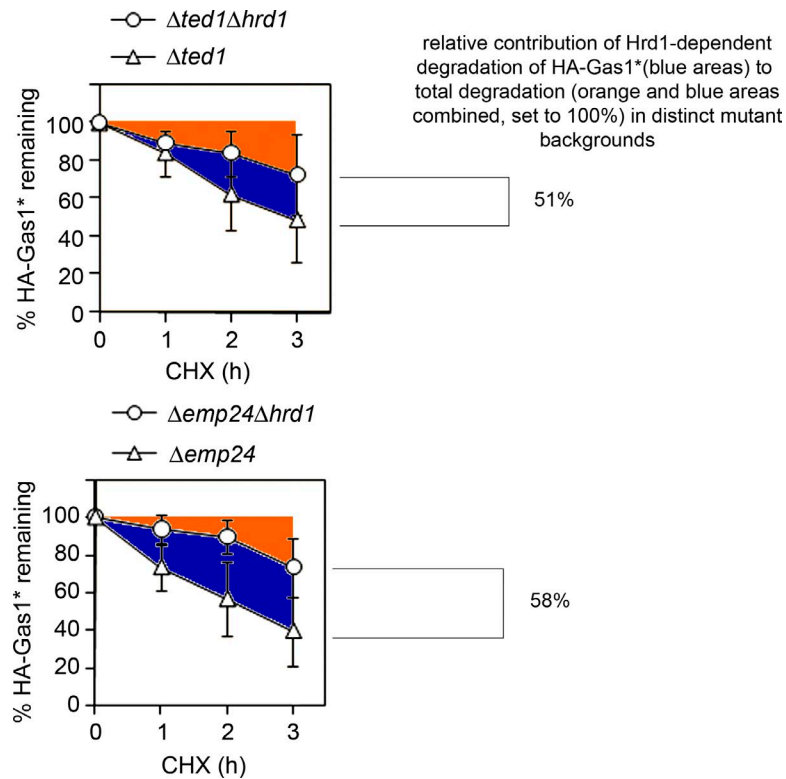 Δted1Δhrd1
Δted1
relative contribution of Hrd1-dependent
degradation of HA-Gas1*(blue areas) to
total degradation (orange and blue areas
combined, set to 100%) in distinct mutant
backgrounds
% HA-Gas1* remaining
100
80
60
40
20
0
0 1 2 3
CHX (h)
51%
Δemp24Δhrd1
Δemp24
% HA-Gas1* remaining
100
80
60
40
20
0
0 1 2 3
CHX (h)
58%